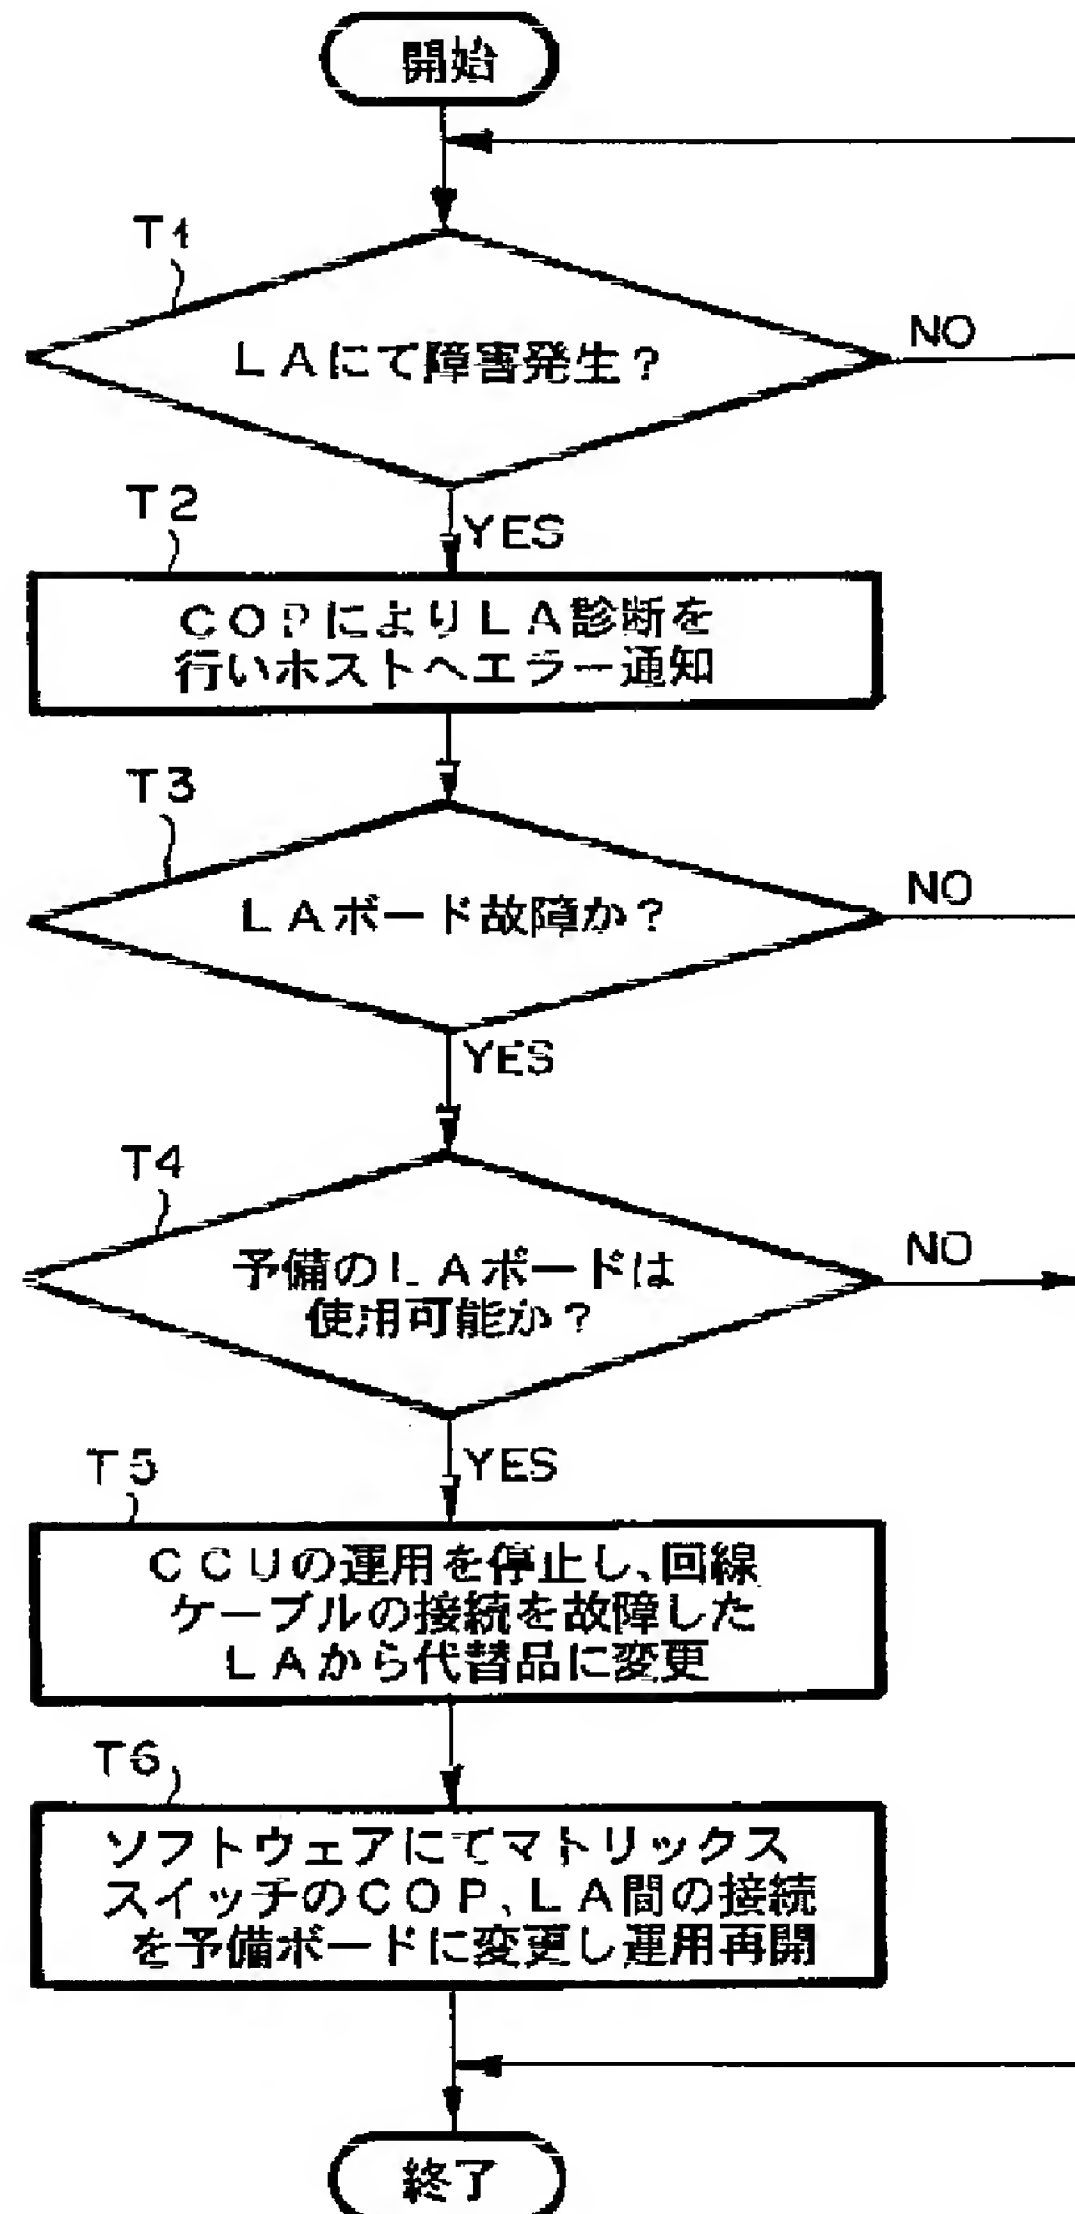 開始
T1
LAにて障害発生?
NO
YES
T2
COPによりLA診断を
行いホストへエラー通知
T3
LAボード故障か?
NO
YES
T4
予備のLAボードは
使用可能か?
NO
YES
T5
CCUの運用を停止し、回線
ケーブルの接続を故障した
LAから代替品に変更
T6
ソフトウェアにてマトリックス
スイッチのCOP、LA間の接続
を予備ボードに変更し運用再開
終了